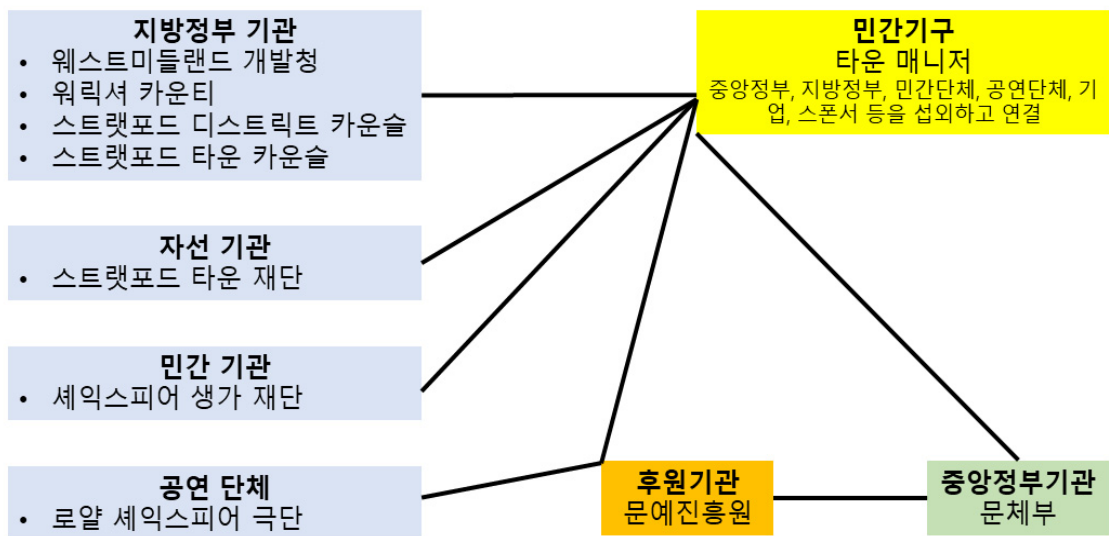 지방정부 기관
• 웨스트미들랜드 개발청
• 워릭셔 카운티
• 스트랫포드 디스트릭트 카운슬
• 스트랫포드 타운 카운슬
민간기구
타운 매니저
중앙정부, 지방정부, 민간단체, 공연단체, 기
업, 스폰서 등을 섭외하고 연결
자선 기관
• 스트랫포드 타운 재단
민간 기관
• 셰익스피어 생가 재단
공연 단체
• 로얄 셰익스피어 극단
후원기관
문예진흥원
중앙정부기관
문체부